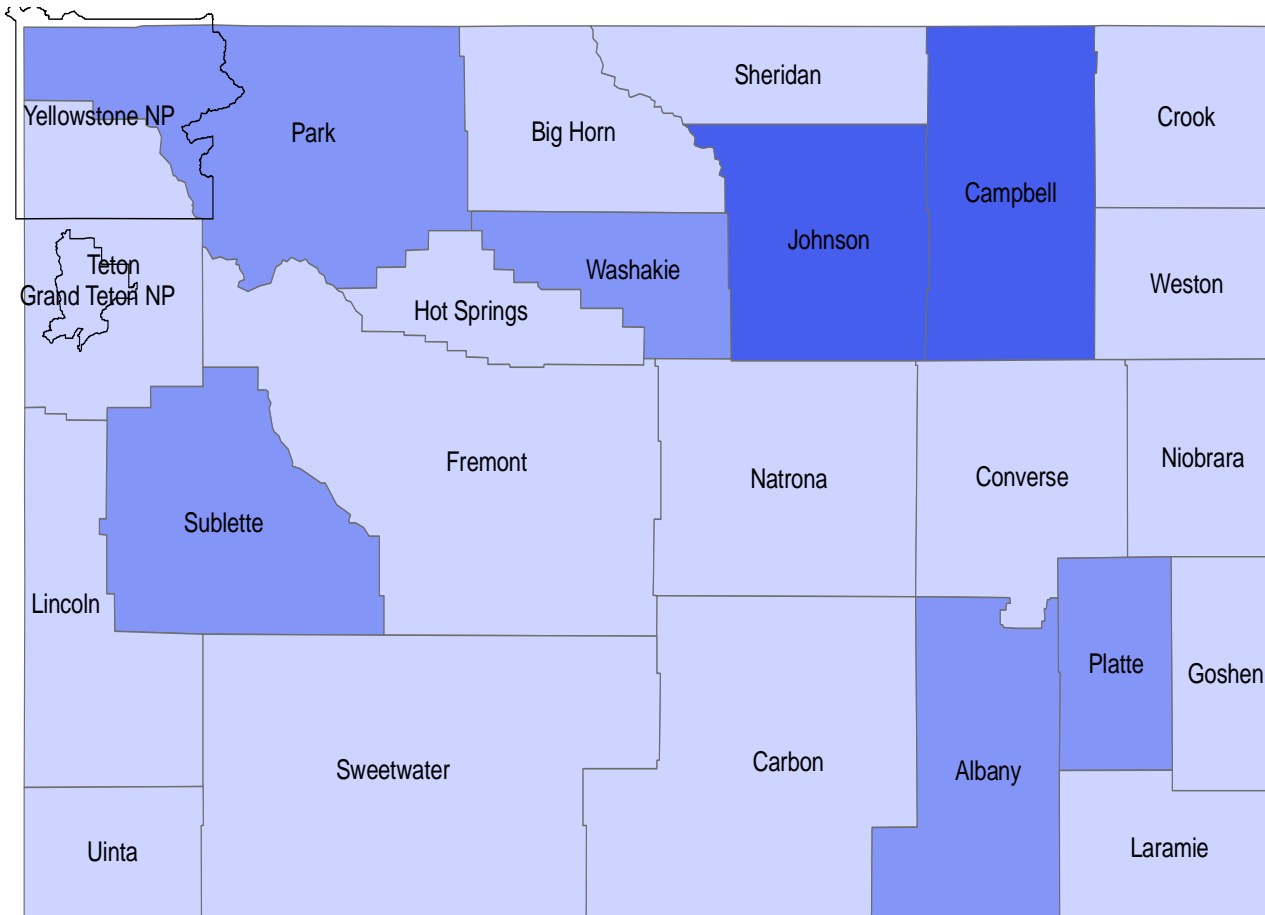 Sheridan
Yellowstone NP
Park
Big Horn
Crook
Campbell
Johnson
Teton
Washakie
Grand Teton NP
Hot Springs
Weston
Fremont
Natrona
Converse
Niobrara
Sublette
Lincoln
Platte
Goshen
Sweetwater
Carbon
Albany
Uinta
Laramie